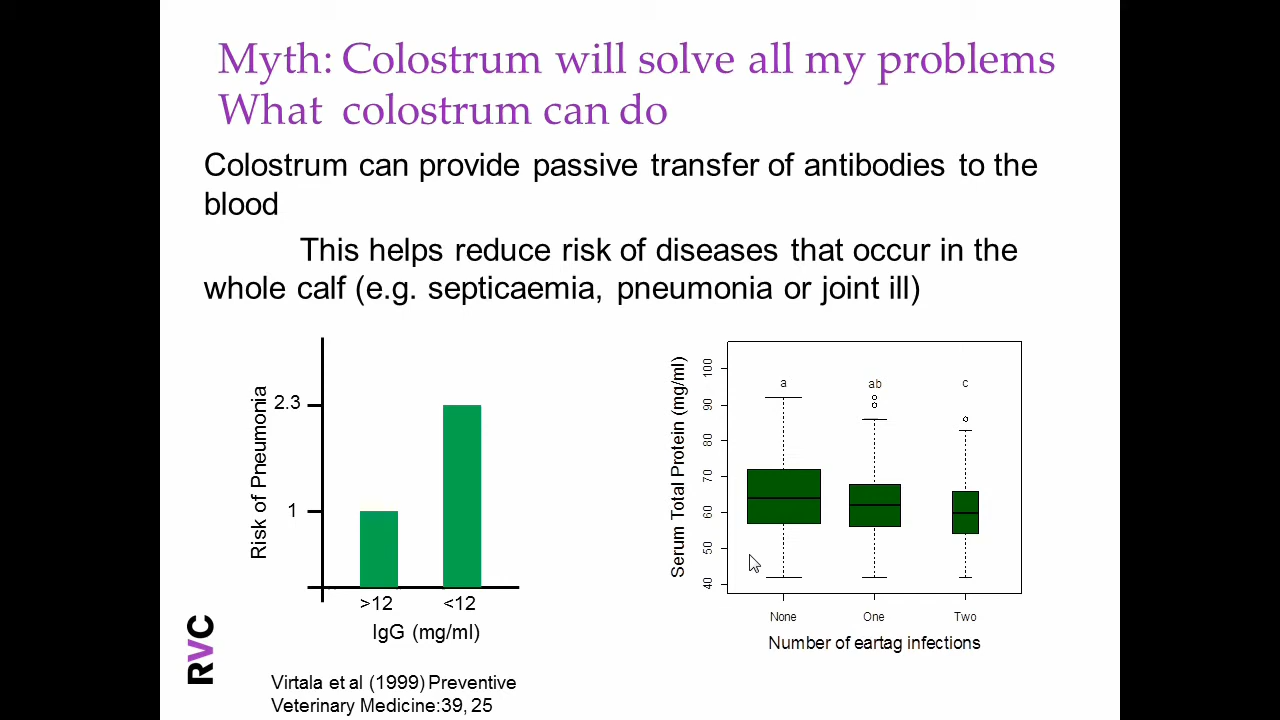 Myth: Colostrum will solve all my problems
What colostrum can do
Colostrum can provide passive transfer of antibodies to the
blood
This helps reduce risk of diseases that occur in the
whole calf (e.g. septicaemia, pneumonia or joint ill)
Risk of Pneumonia
2.3
1
>12
<12
IgG (mg/ml)
Serum Total Protein (mg/ml)
100
90
80
70
60
50
40
a
ab
c
None
One
Two
Number of eartag infections
RVC
Virtala et al (1999) Preventive
Veterinary Medicine:39, 25